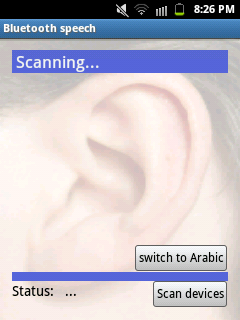 8:26 PM
Bluetooth speech
Scanning...
switch to Arabic
Status: ...
Scan devices